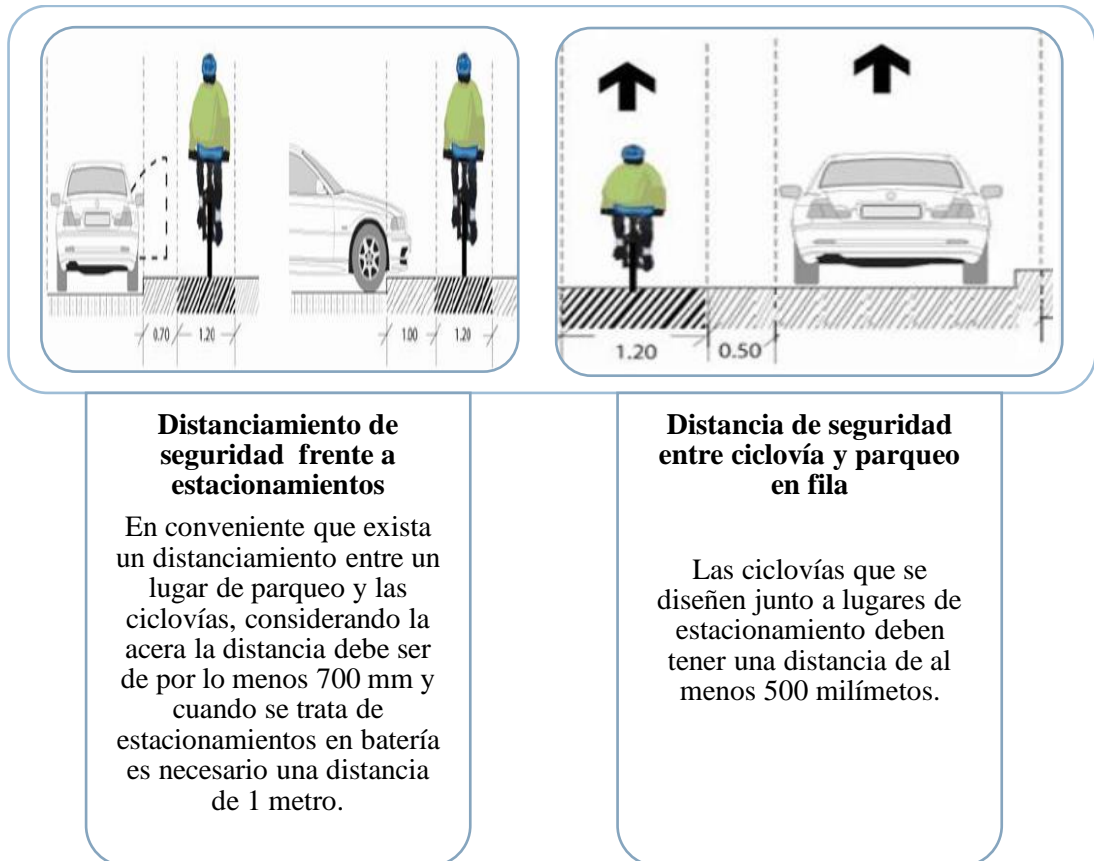 0.70 1.20 1.00 1.20
1.20 0.50
Distanciamiento de
seguridad frente a
estacionamientos
En conveniente que exista
un distanciamiento entre un
lugar de parqueo y las
ciclovías, considerando la
acera la distancia debe ser
de por lo menos 700 mm y
cuando se trata de
estacionamientos en batería
es necesario una distancia
de 1 metro.
Distancia de seguridad
entre ciclovía y parqueo
en fila
Las ciclovías que se
diseñen junto a lugares de
estacionamiento deben
tener una distancia de al
menos 500 milímetos.